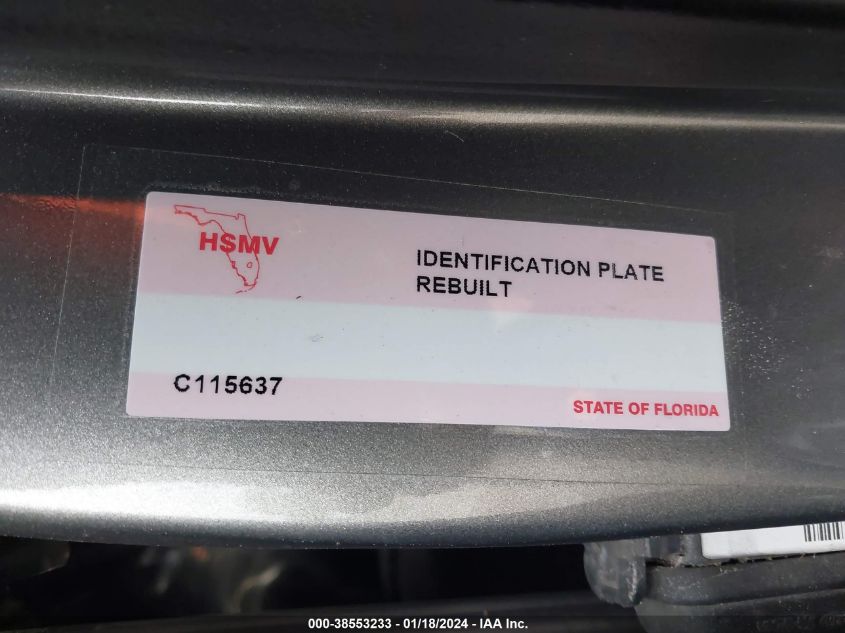 HSMV
IDENTIFICATION PLATE
REBUILT
C115637
STATE OF FLORIDA
000-38553233 - 01/18/2024 - IAA Inc.